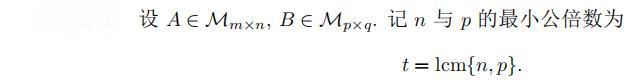 设 A ∈ ℳ_{m×n}, B ∈ ℳ_{p×q}. 记 n 与 p 的最小公倍数为
t = lcm{n, p}.